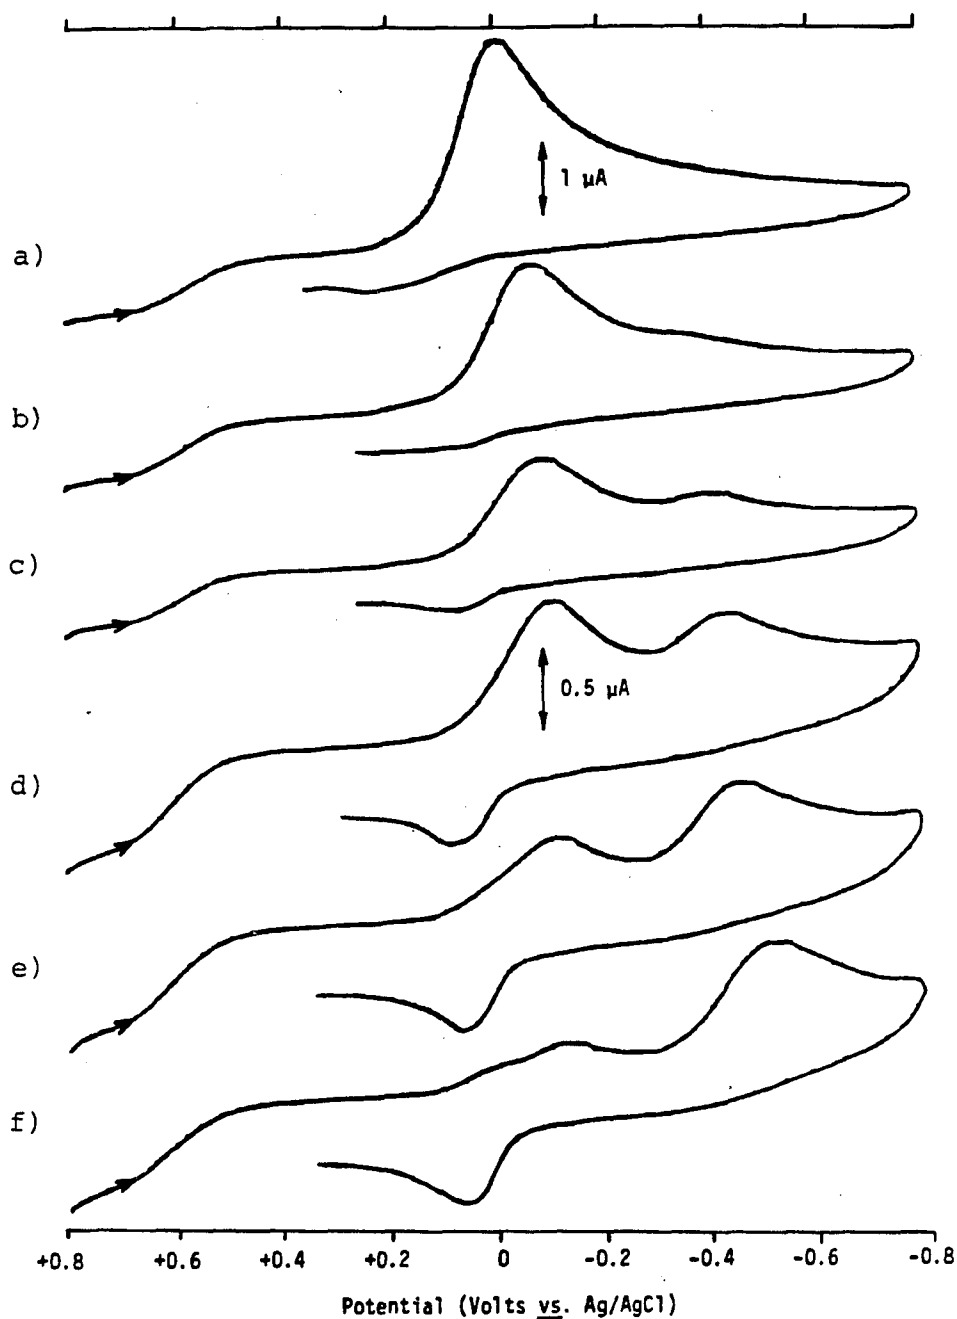 a)
1 μA
b)
c)
d)
0.5 μA
e)
f)
+0.8 +0.6 +0.4 +0.2 0 -0.2 -0.4 -0.6 -0.8
Potential (Volts vs. Ag/AgCl)